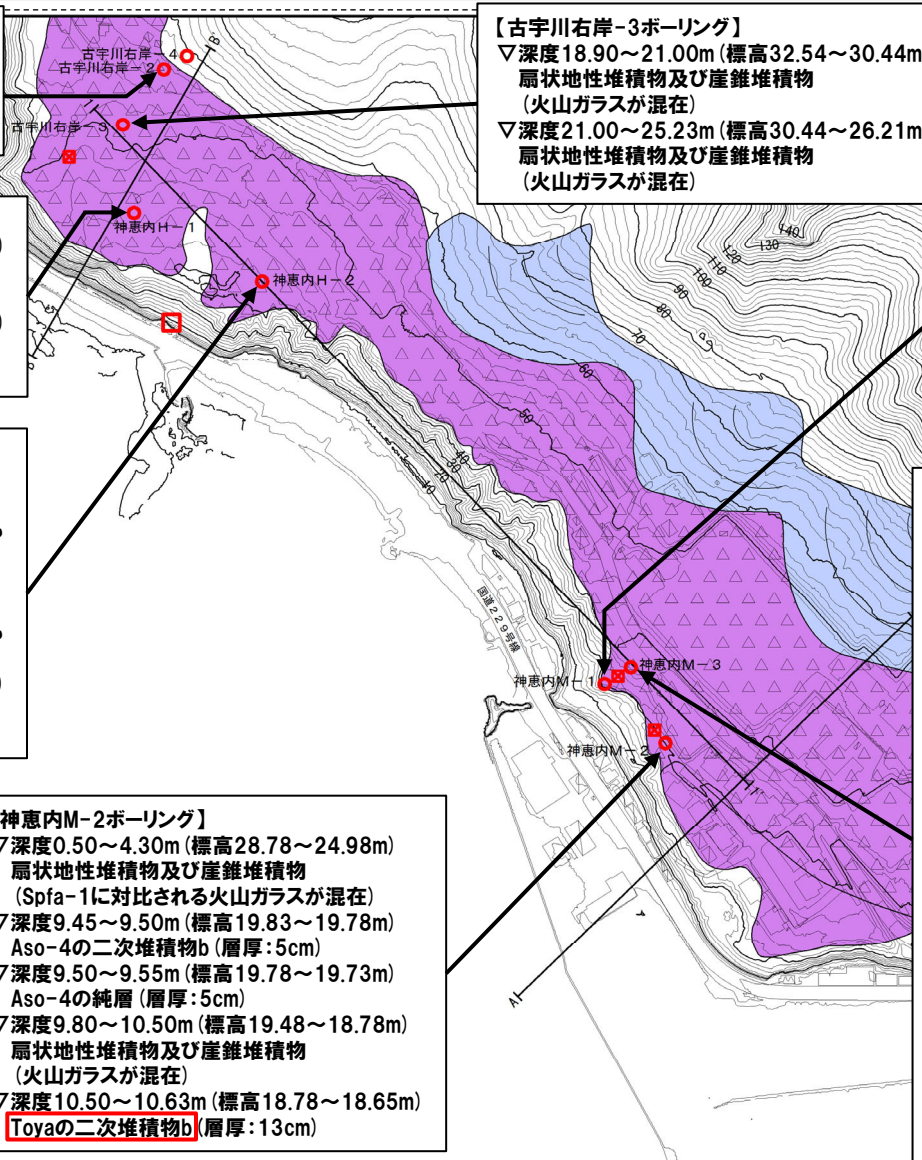 【古宇川右岸-3ボーリング】
▽深度18.90～21.00m(標高32.54～30.44m
扇状地性堆積物及び崖錐堆積物
(火山ガラスが混在)
▽深度21.00～25.23m(標高30.44～26.21m
扇状地性堆積物及び崖錐堆積物
(火山ガラスが混在)
古宇川右岸-4
B
古宇川右岸-2
1
古宇川右岸-3
神恵内H-1
神恵内H-2
140
130
120
110
100
90
80
70
60
50
40
30
20
10
国道229号線
神恵内M-3
神恵内M-1
神恵内M-2
1'
A
神恵内M-2ボーリング】
▽深度0.50～4.30m(標高28.78～24.98m)
扇状地性堆積物及び崖錐堆積物
(Spfa-1に対比される火山ガラスが混在)
▽深度9.45～9.50m(標高19.83～19.78m)
Aso-4の二次堆積物b(層厚:5cm)
▽深度9.50～9.55m(標高19.78～19.73m)
Aso-4の純層(層厚:5cm)
▽深度9.80～10.50m(標高19.48～18.78m)
扇状地性堆積物及び崖錐堆積物
(火山ガラスが混在)
▽深度10.50～10.63m(標高18.78～18.65m)
Toyaの二次堆積物b(層厚:13cm)